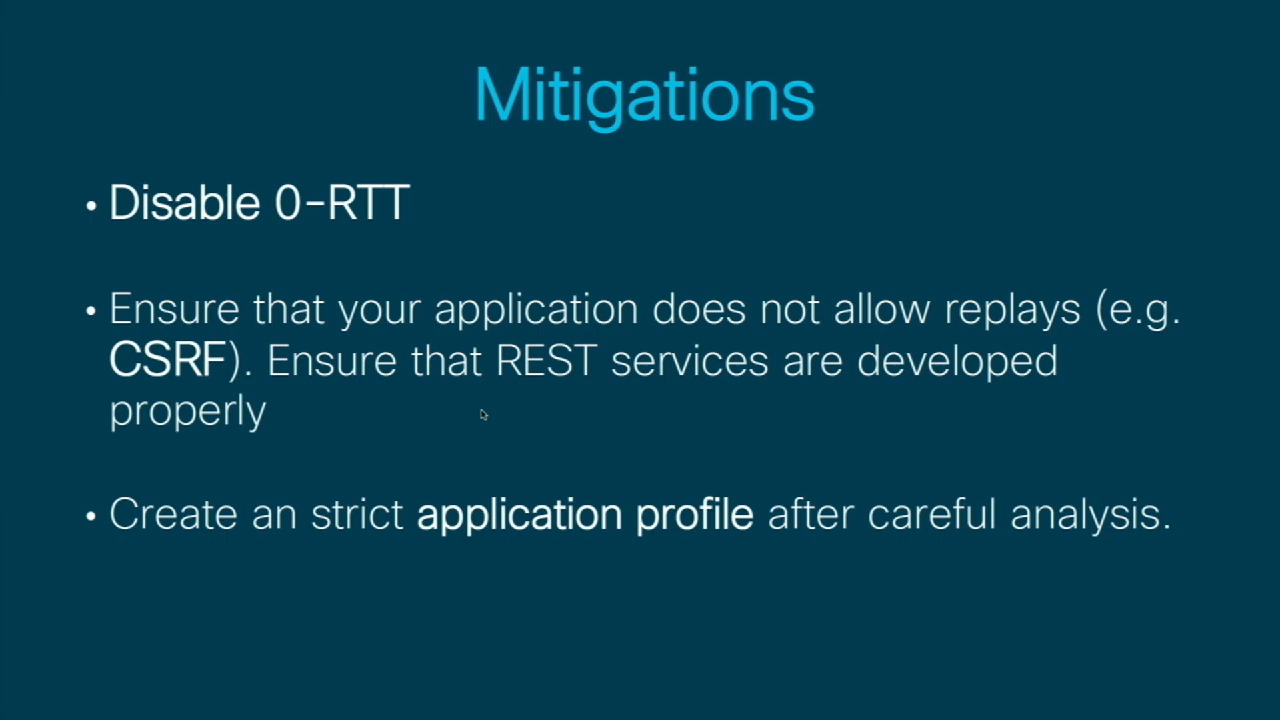 Mitigations
• Disable 0-RTT
• Ensure that your application does not allow replays (e.g.
CSRF). Ensure that REST services are developed
properly
• Create an strict application profile after careful analysis.